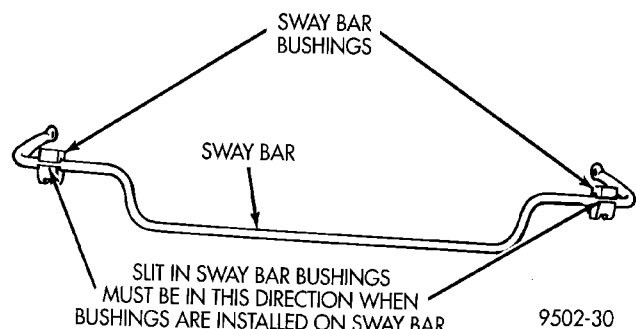 SWAY BAR
BUSHINGS
SWAY BAR
SLIT IN SWAY BAR BUSHINGS
MUST BE IN THIS DIRECTION WHEN
BUSHINGS ARE INSTALLED ON SWAY BAR
9502-30